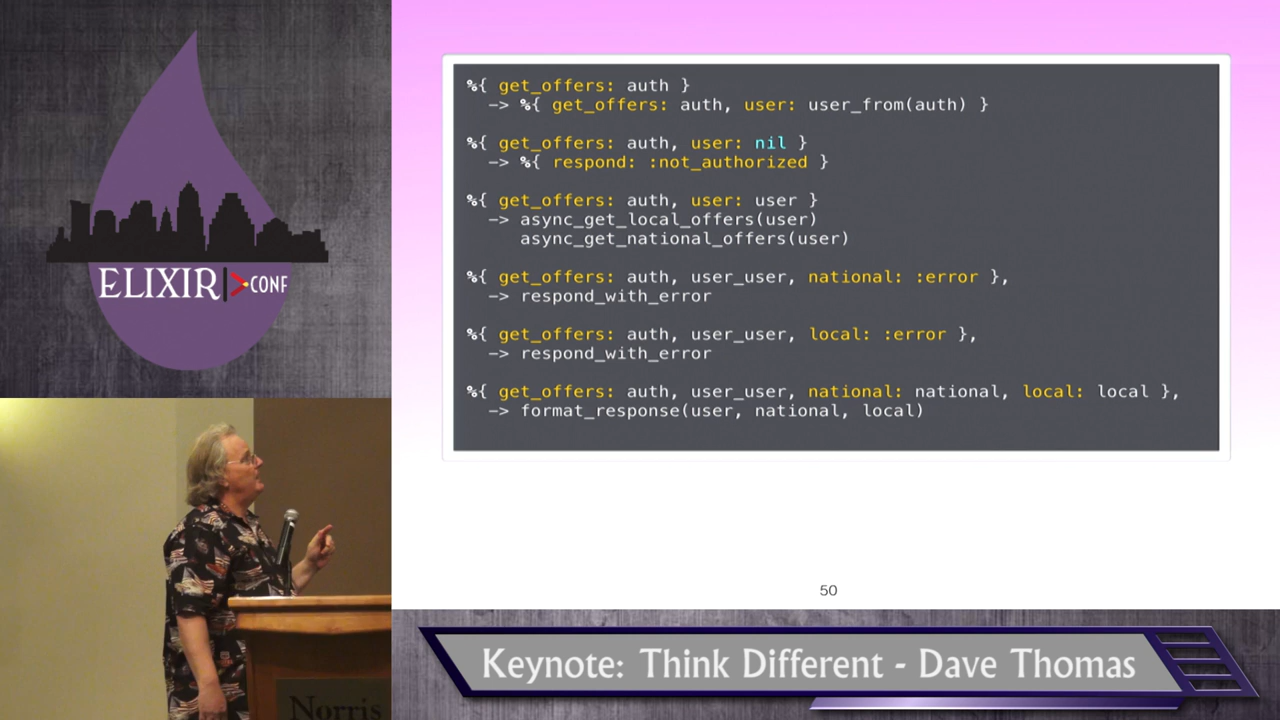 ELIXIR CONF
%{ get_offers: auth }
-> %{ get_offers: auth, user: user_from(auth) }
%{ get_offers: auth, user: nil }
-> %{ respond: :not_authorized }
%{ get_offers: auth, user: user }
-> async_get_local_offers(user)
async_get_national_offers(user)
%{ get_offers: auth, user_user, national: :error },
-> respond_with_error
%{ get_offers: auth, user_user, local: :error },
-> respond_with_error
%{ get_offers: auth, user_user, national: national, local: local },
-> format_response(user, national, local)
50
Norris
Keynote: Think Different - Dave Thomas